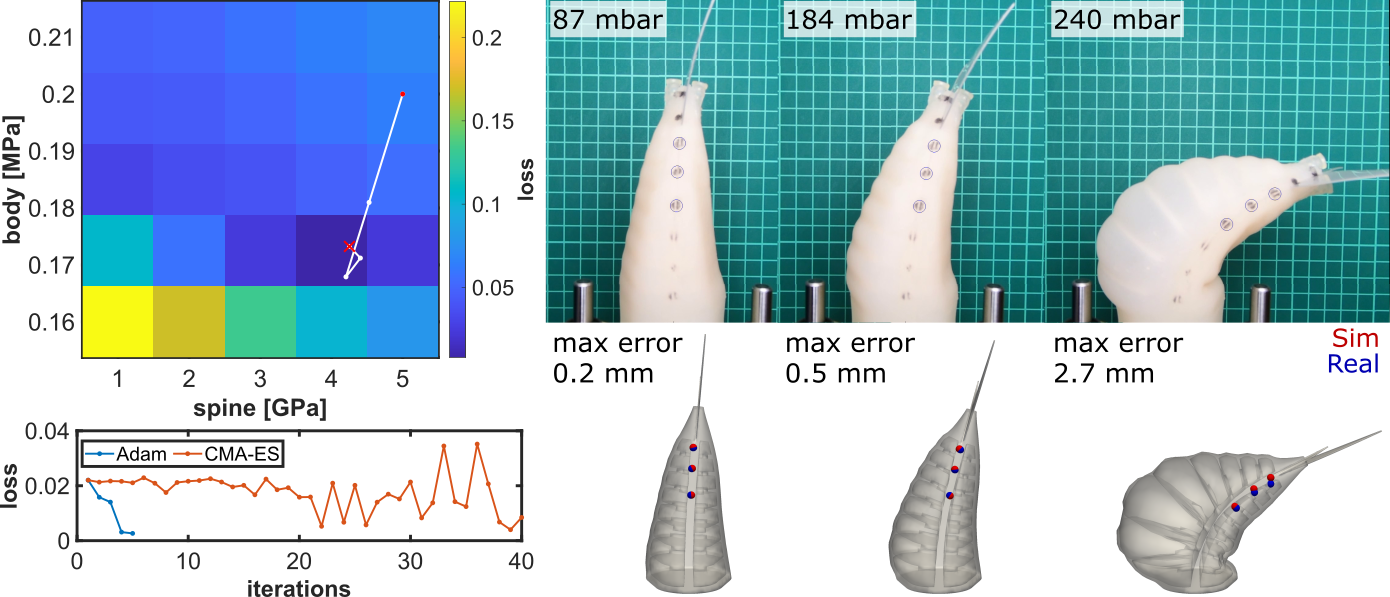 0.21
0.2
0.19
0.18
0.17
0.16
body [MPa]
1 2 3 4 5
spine [GPa]
0.2
0.15
0.1
0.05
loss
0.04
0.02
0
loss
Adam CMA-ES
0 10 20 30 40
iterations
87 mbar
184 mbar
240 mbar
max error
0.2 mm
max error
0.5 mm
max error
2.7 mm
Sim
Real